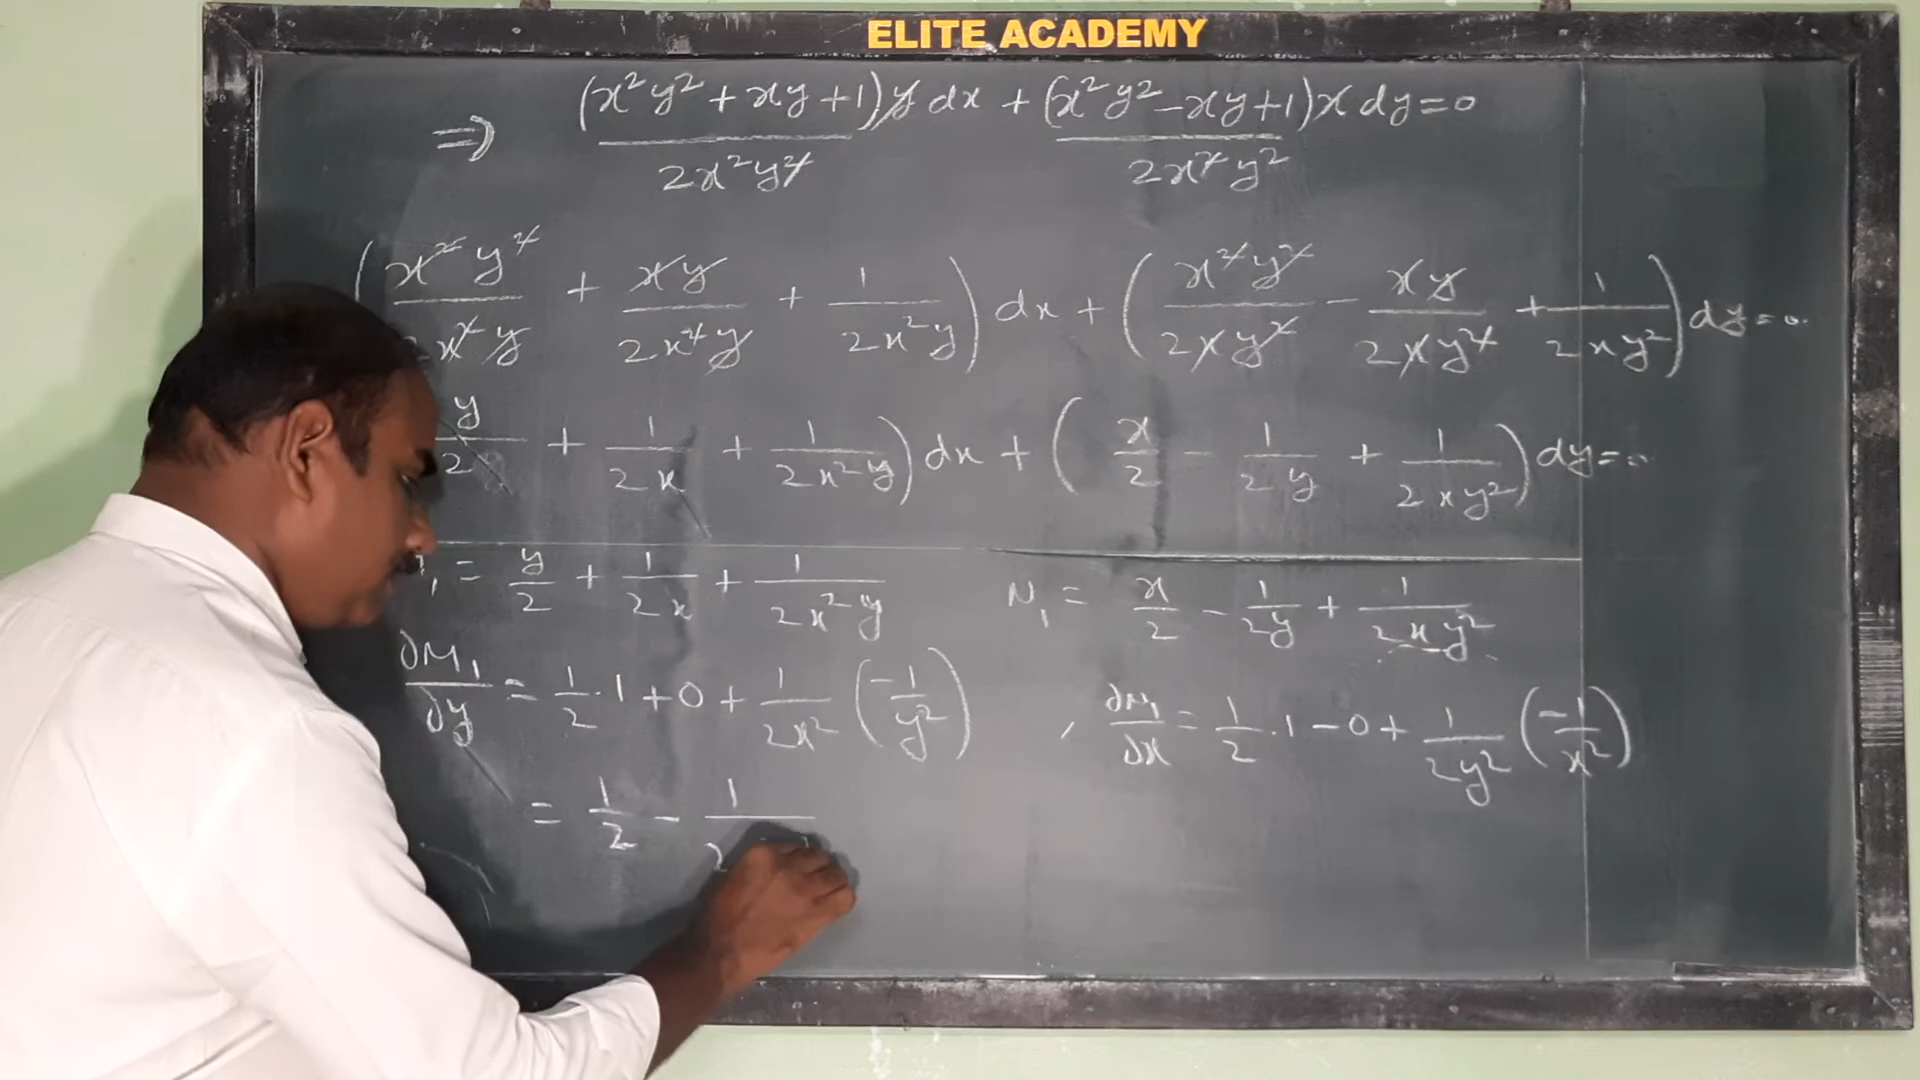 ELITE ACADEMY
⇒ (x²y² + xy + 1)y dx / 2x²y² + (x²y² - xy + 1)x dy = 0 / 2x²y²
(x²y² / 2x²y + xy / 2x²y + 1 / 2x²y) dx + (x²y² / 2xy² - xy / 2xy² + 1 / 2xy²) dy = 0.
y/2 + 1/2x + 1/2x²y) dx + (x/2 - 1/2y + 1/2xy²) dy = 0
₁ = y/2 + 1/2x + 1/2x²y N₁ = x/2 - 1/2y + 1/2xy²
∂M₁/∂y = 1/2 · 1 + 0 + 1/2x² (-1/y²) , ∂N₁/∂x = 1/2 · 1 - 0 + 1/2y² (-1/x²)
= 1/2 - 1/2